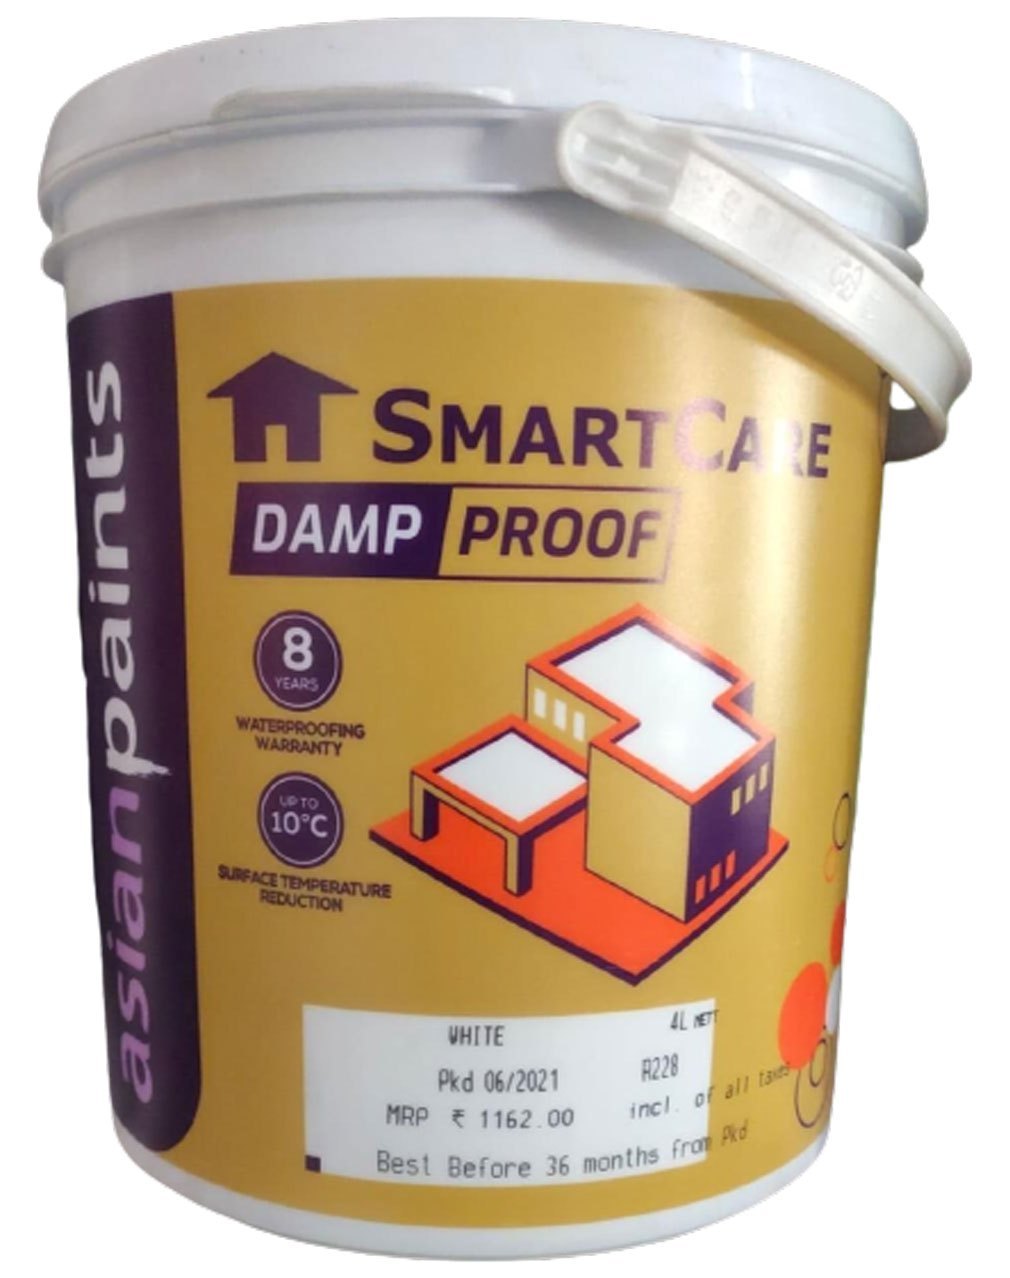 asianpaints
SMARTCARE
DAMP PROOF
8
YEARS
WATERPROOFING
WARRANTY
UP TO
10°C
SURFACE TEMPERATURE
REDUCTION
WHITE 4L NETT
Pkd 06/2021 R228
MRP ₹ 1162.00 incl. of all taxes
Best Before 36 months from Pkd